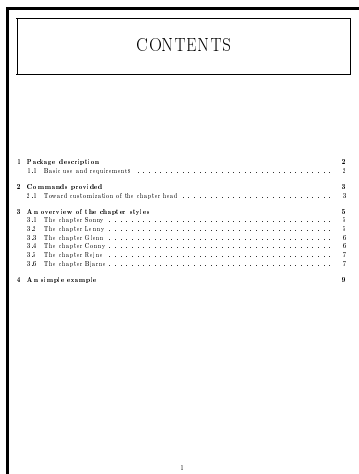 CONTENTS
1 Package description 2
1.1 Basic use and requirements . . . . . . . . . . . . . . . . . . . . . . . . . . . . . . 2
2 Commands provided 3
2.1 Toward customization of the chapter head . . . . . . . . . . . . . . . . . . . . . . 3
3 An overview of the chapter styles 5
3.1 The chapter Sonny . . . . . . . . . . . . . . . . . . . . . . . . . . . . . . . . . . 5
3.2 The chapter Lenny . . . . . . . . . . . . . . . . . . . . . . . . . . . . . . . . . . 5
3.3 The chapter Glenn . . . . . . . . . . . . . . . . . . . . . . . . . . . . . . . . . . 6
3.4 The chapter Conny . . . . . . . . . . . . . . . . . . . . . . . . . . . . . . . . . . 6
3.5 The chapter Rejne . . . . . . . . . . . . . . . . . . . . . . . . . . . . . . . . . . 7
3.6 The chapter Bjarne . . . . . . . . . . . . . . . . . . . . . . . . . . . . . . . . . . 7
4 An simple example 9
1